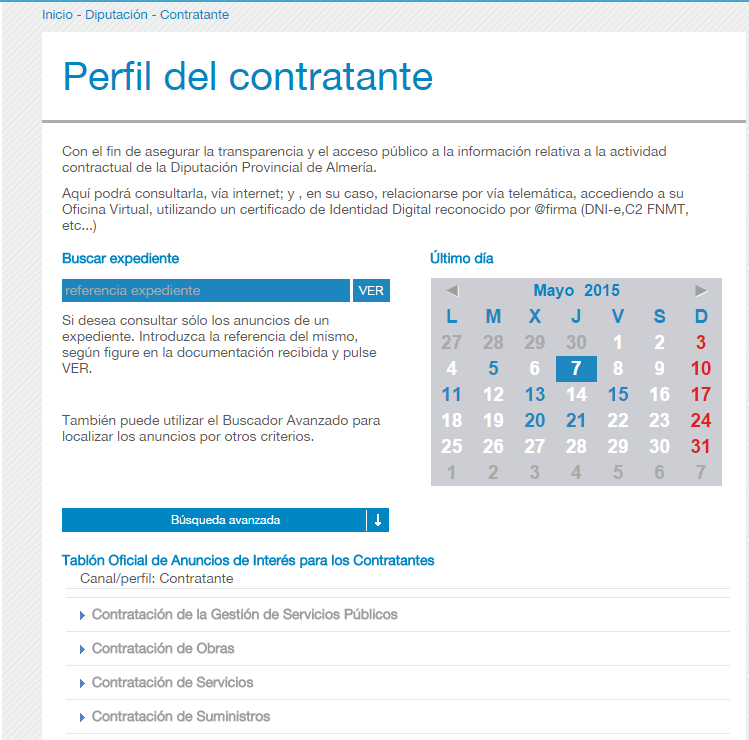 Inicio - Diputación - Contratante
Perfil del contratante
Con el fin de asegurar la transparencia y el acceso público a la información relativa a la actividad
contractual de la Diputación Provincial de Almería.
Aquí podrá consultarla, vía internet; y , en su caso, relacionarse por vía telemática, accediendo a su
Oficina Virtual, utilizando un certificado de Identidad Digital reconocido por @firma (DNI-e,C2 FNMT,
etc...)
Buscar expediente
referencia expediente VER
Si desea consultar sólo los anuncios de un
expediente. Introduzca la referencia del mismo,
según figure en la documentación recibida y pulse
VER.
También puede utilizar el Buscador Avanzado para
localizar los anuncios por otros criterios.
Búsqueda avanzada
Último día
Mayo 2015
L M X J V S D
27 28 29 30 1 2 3
4 5 6 7 8 9 10
11 12 13 14 15 16 17
18 19 20 21 22 23 24
25 26 27 28 29 30 31
1 2 3 4 5 6 7
Tablón Oficial de Anuncios de Interés para los Contratantes
Canal/perfil: Contratante
Contratación de la Gestión de Servicios Públicos
Contratación de Obras
Contratación de Servicios
Contratación de Suministros